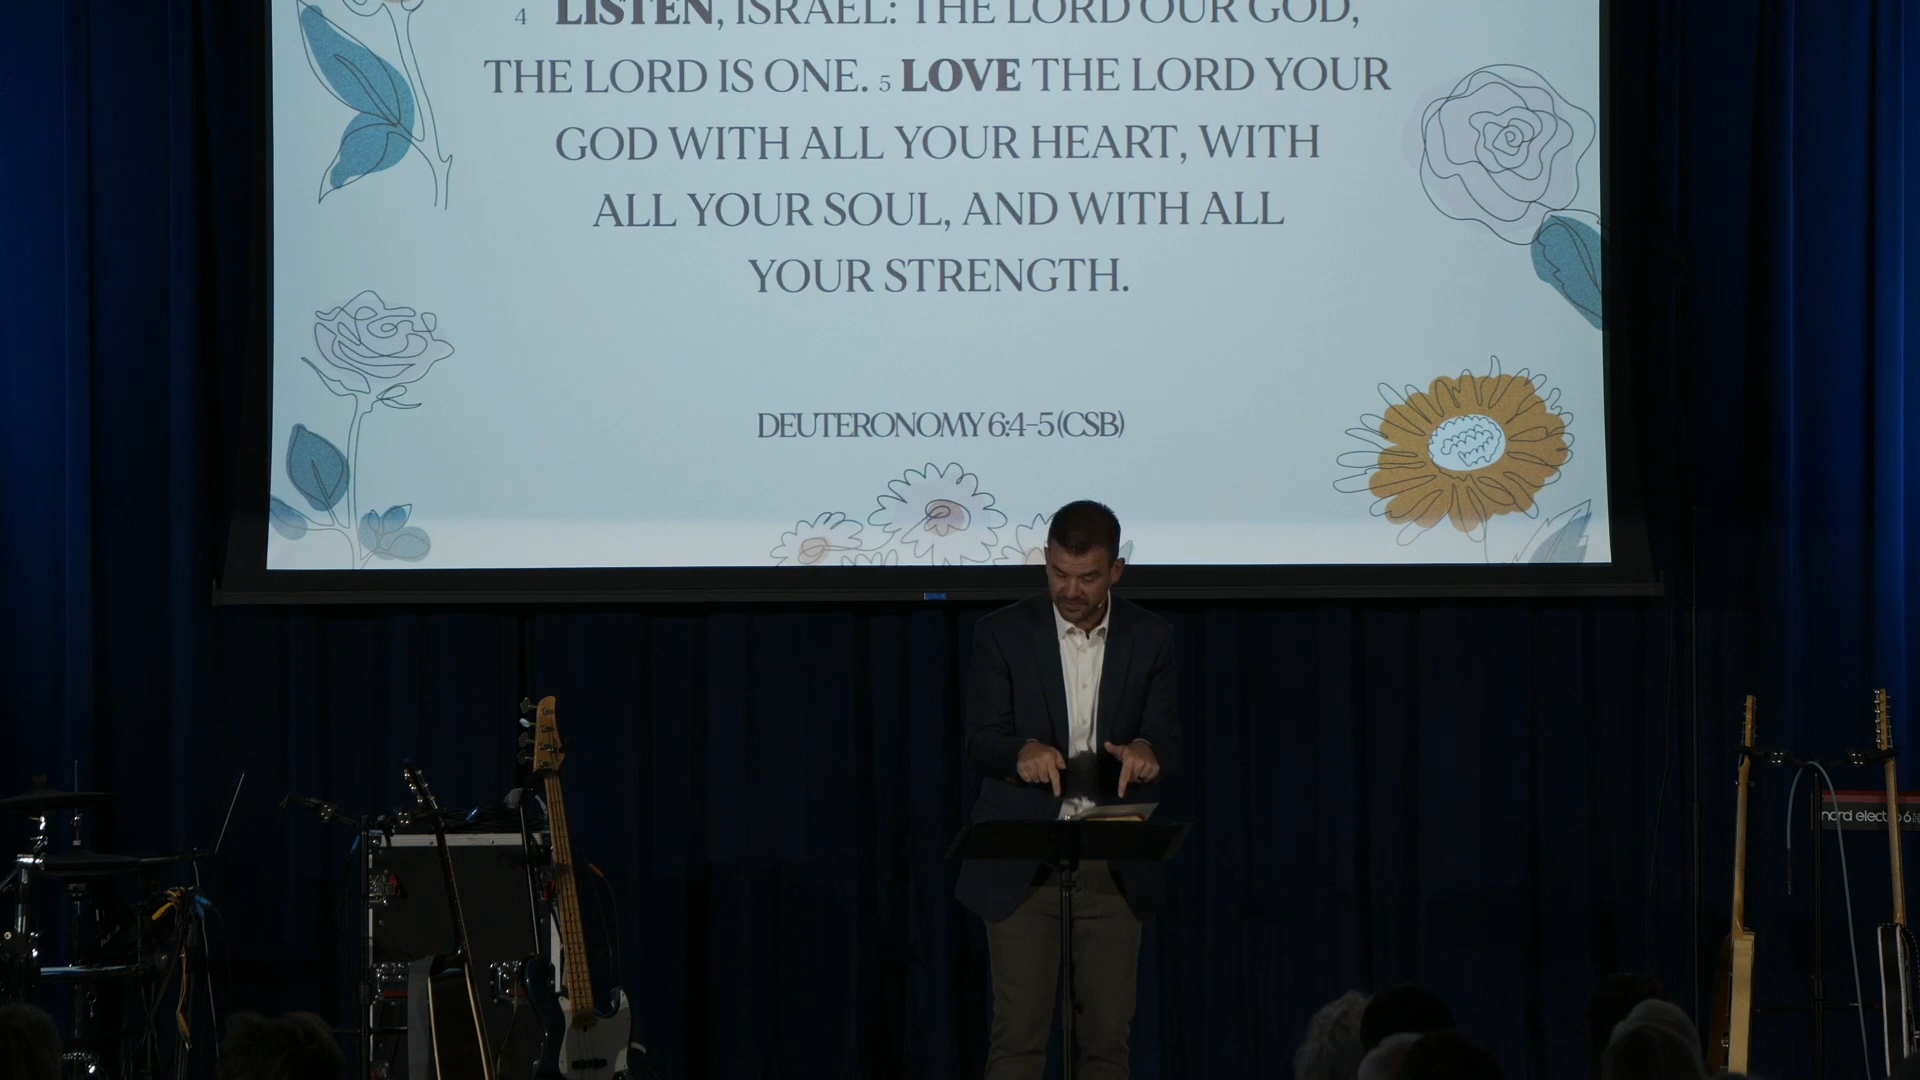 4 LISTEN, ISRAEL: THE LORD OUR GOD,
THE LORD IS ONE. 5 LOVE THE LORD YOUR
GOD WITH ALL YOUR HEART, WITH
ALL YOUR SOUL, AND WITH ALL
YOUR STRENGTH.
DEUTERONOMY 6:4-5 (CSB)
nord electro 6